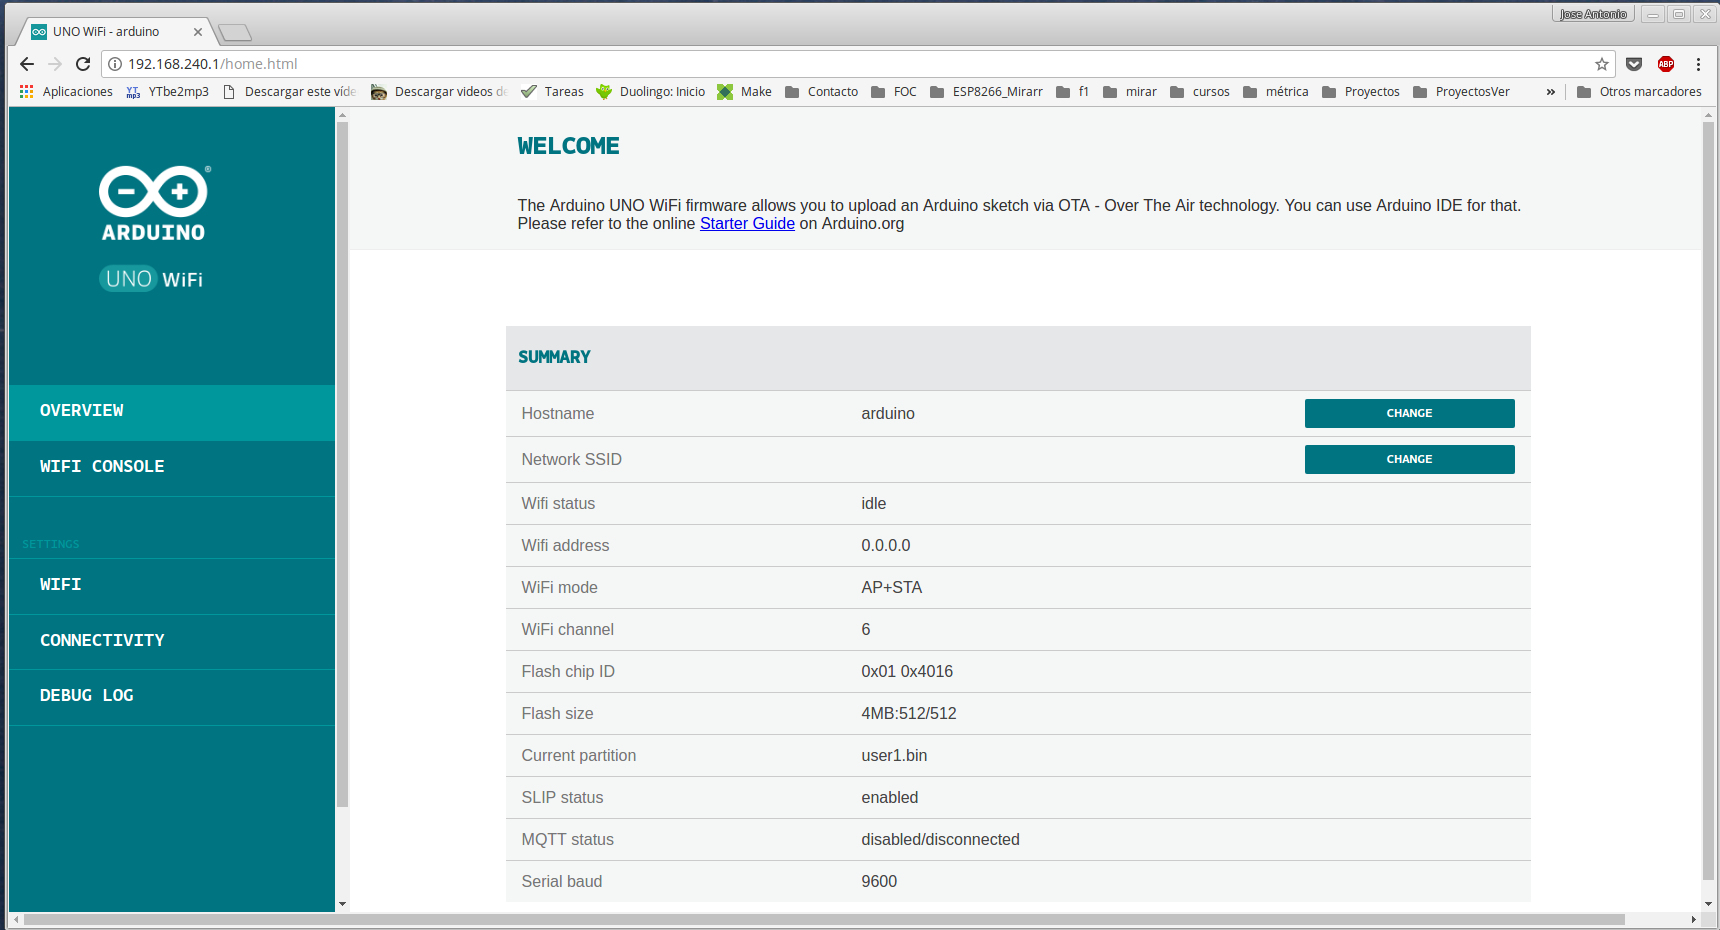 Jose Antonio
UNO WiFi - arduino
192.168.240.1/home.html
ABP
Aplicaciones YT mp3 YTbe2mp3 Descargar este víde Descargar videos de Tareas Duolingo: Inicio Make Contacto FOC ESP8266_Mirarr f1 mirar cursos métrica Proyectos ProyectosVer » Otros marcadores
ARDUINO
UNO WiFi
OVERVIEW
WIFI CONSOLE
SETTINGS
WIFI
CONNECTIVITY
DEBUG LOG
WELCOME
The Arduino UNO WiFi firmware allows you to upload an Arduino sketch via OTA - Over The Air technology. You can use Arduino IDE for that.
Please refer to the online Starter Guide on Arduino.org
SUMMARY
Hostname arduino CHANGE
Network SSID CHANGE
Wifi status idle
Wifi address 0.0.0.0
WiFi mode AP+STA
WiFi channel 6
Flash chip ID 0x01 0x4016
Flash size 4MB:512/512
Current partition user1.bin
SLIP status enabled
MQTT status disabled/disconnected
Serial baud 9600